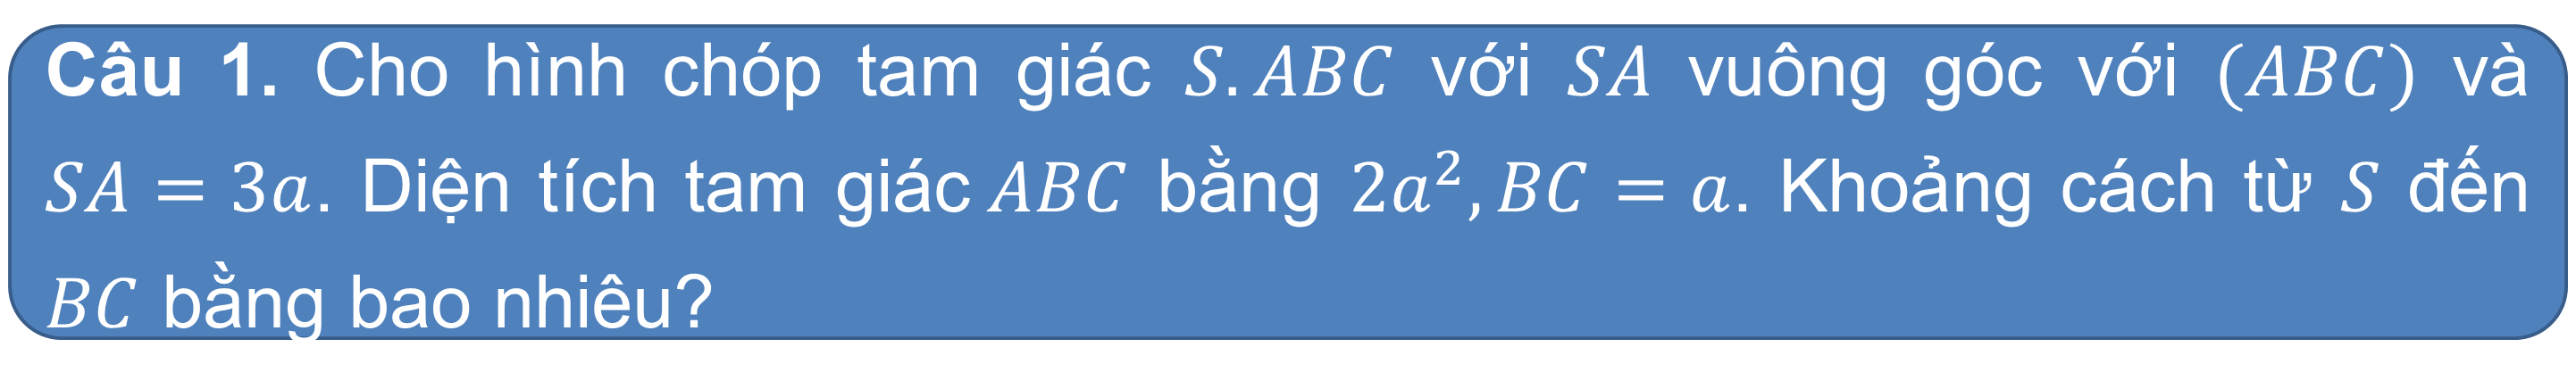 Câu 1. Cho hình chóp tam giác S.ABC với SA vuông góc với (ABC) và
SA = 3a. Diện tích tam giác ABC bằng 2a², BC = a. Khoảng cách từ S đến
BC bằng bao nhiêu?